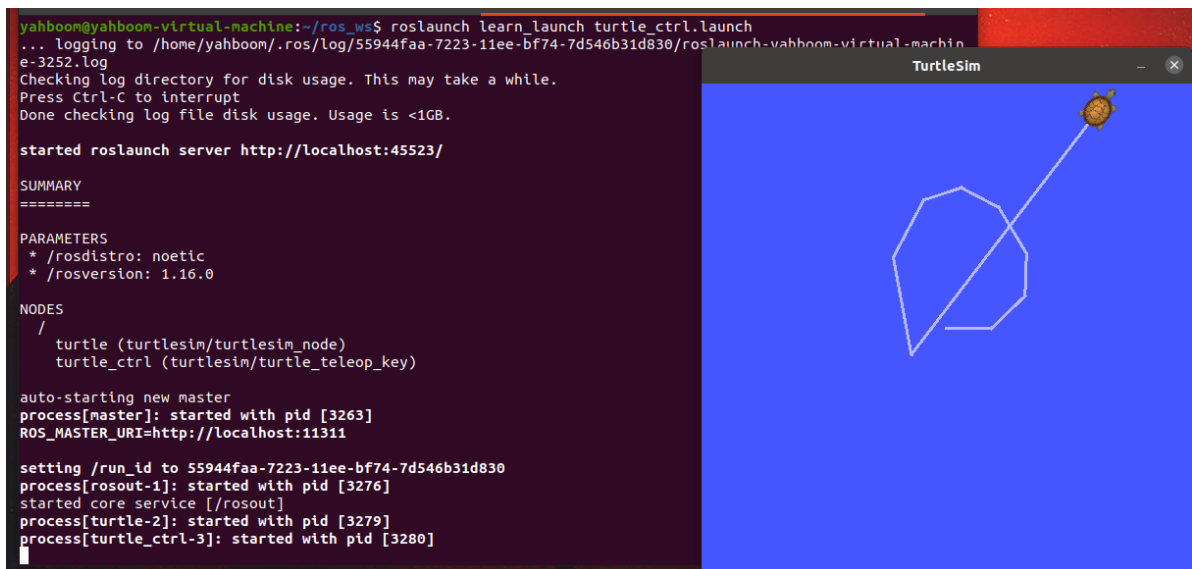 yahboom@yahboom-virtual-machine:~/ros_ws$ roslaunch learn_launch turtle_ctrl.launch
... logging to /home/yahboom/.ros/log/55944faa-7223-11ee-bf74-7d546b31d830/roslaunch-yahboom-virtual-machin
e-3252.log
Checking log directory for disk usage. This may take a while.
Press Ctrl-C to interrupt
Done checking log file disk usage. Usage is <1GB.
started roslaunch server http://localhost:45523/
SUMMARY
========
PARAMETERS
* /rosdistro: noetic
* /rosversion: 1.16.0
NODES
/
turtle (turtlesim/turtlesim_node)
turtle_ctrl (turtlesim/turtle_teleop_key)
auto-starting new master
process[master]: started with pid [3263]
ROS_MASTER_URI=http://localhost:11311
setting /run_id to 55944faa-7223-11ee-bf74-7d546b31d830
process[rosout-1]: started with pid [3276]
started core service [/rosout]
process[turtle-2]: started with pid [3279]
process[turtle_ctrl-3]: started with pid [3280]
TurtleSim